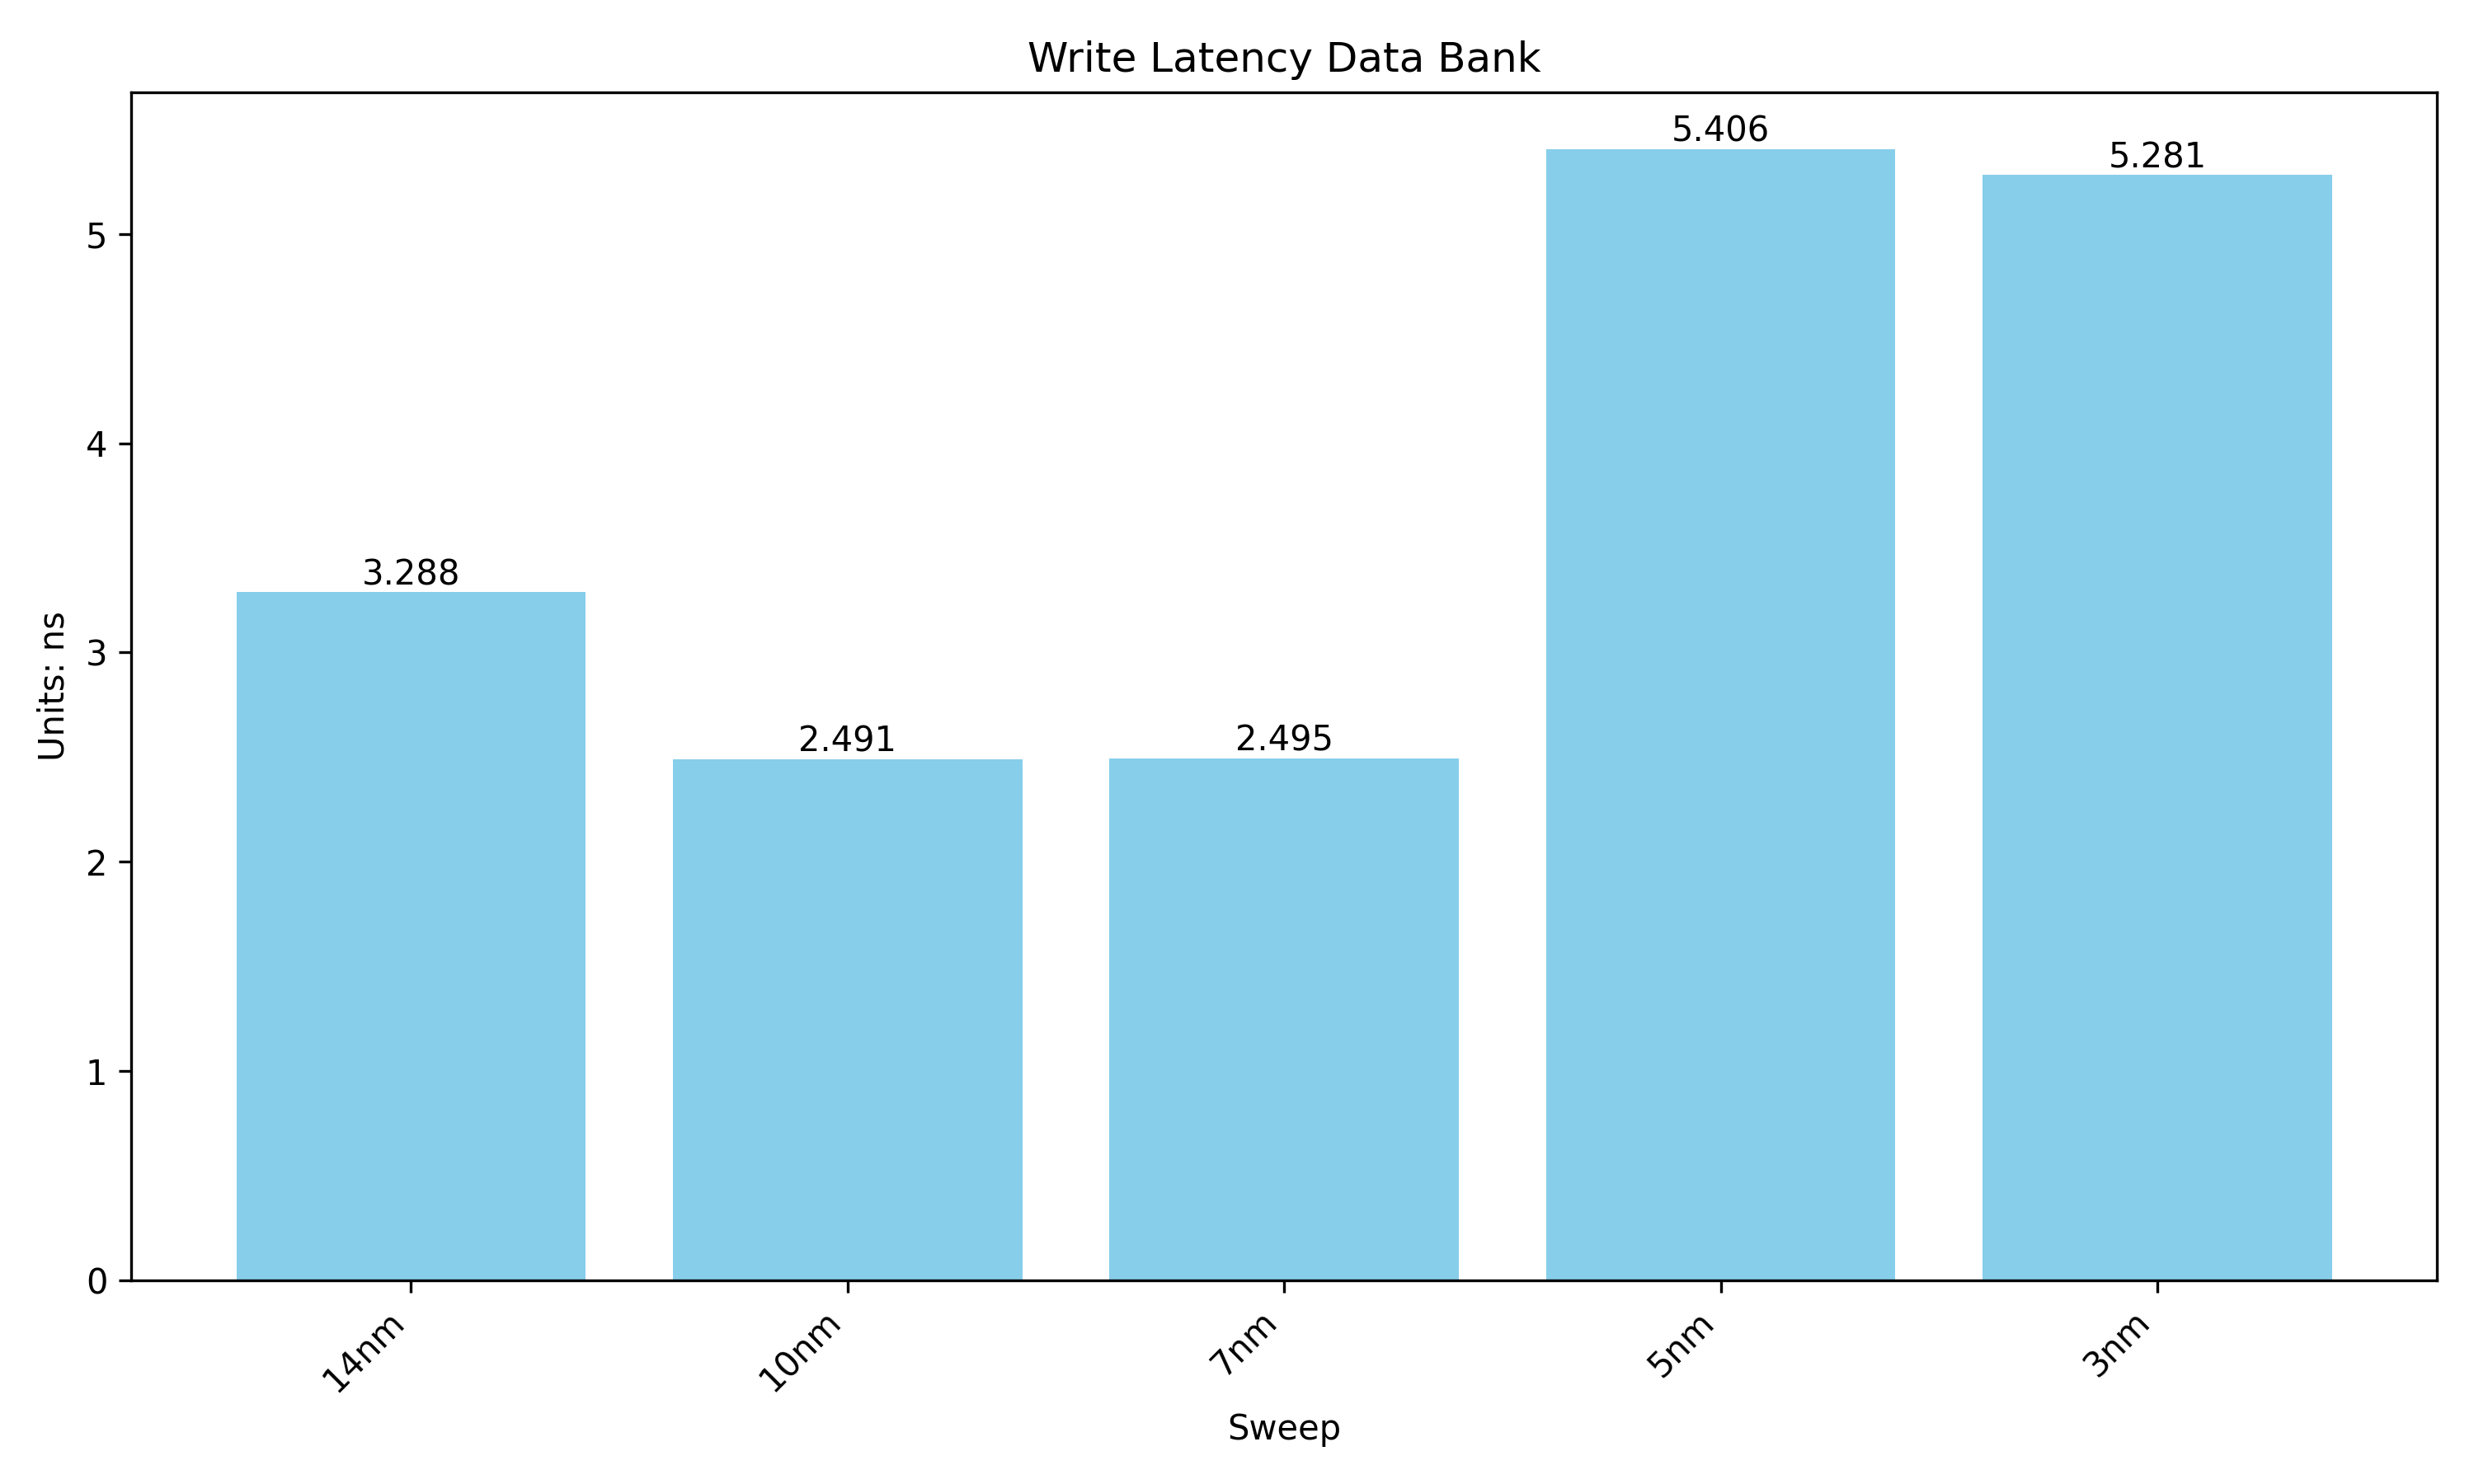 Write Latency Data Bank
5.406
5.281
5
4
3.288
3
2.491
2.495
2
1
0
Units: ns
14nm
10nm
7nm
5nm
3nm
Sweep